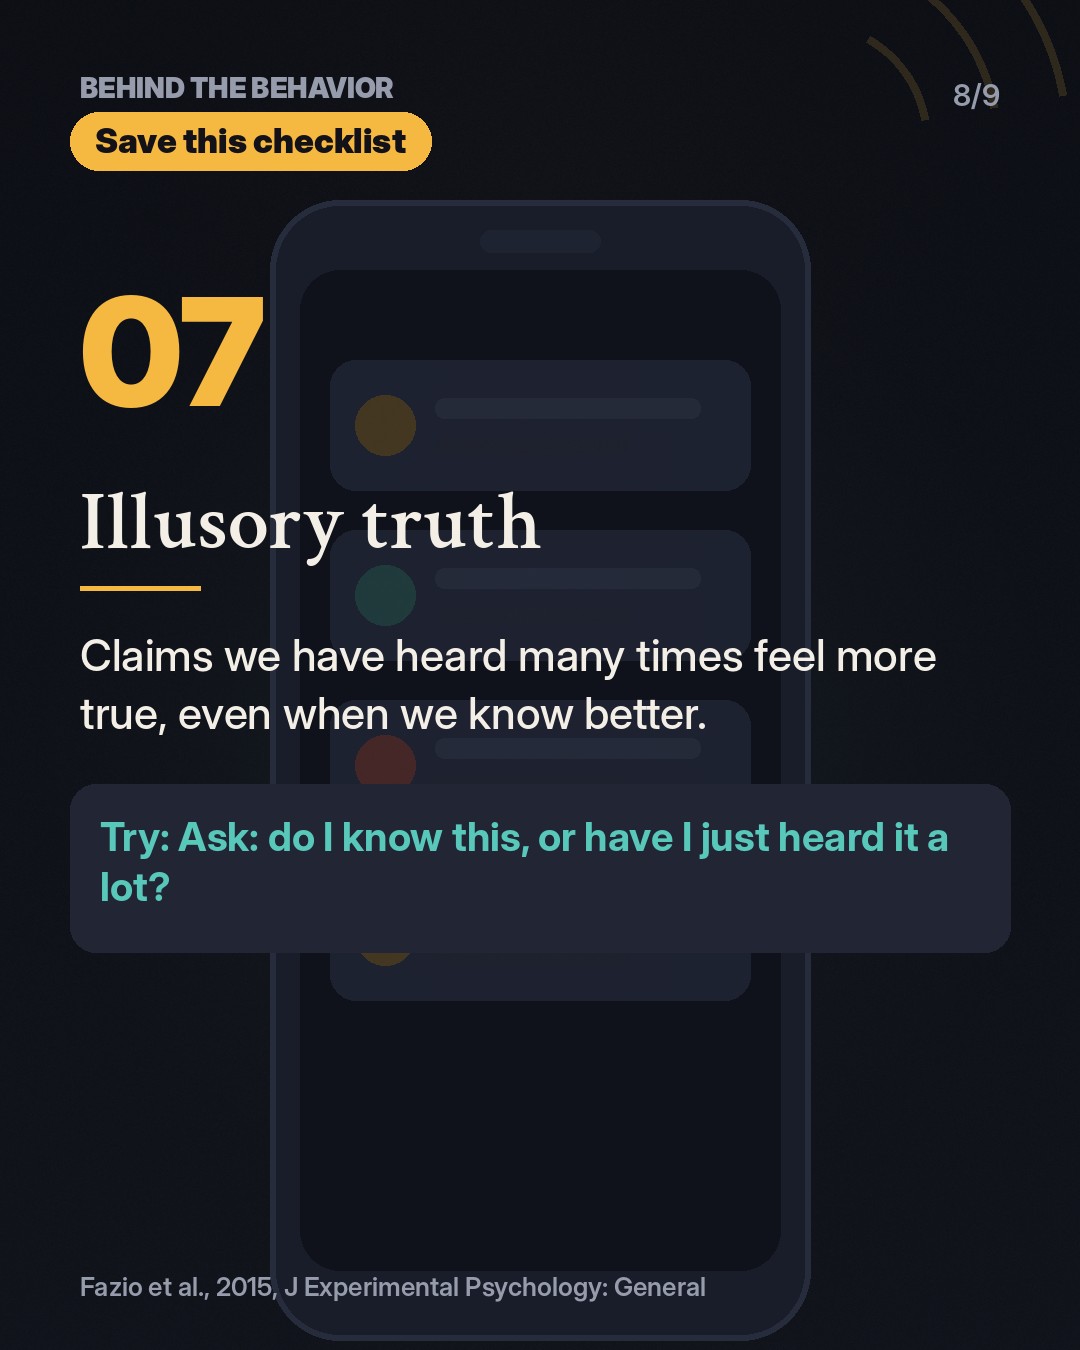 BEHIND THE BEHAVIOR
8/9
Save this checklist
07
Illusory truth
Claims we have heard many times feel more
true, even when we know better.
Try: Ask: do I know this, or have I just heard it a
lot?
Fazio et al., 2015, J Experimental Psychology: General